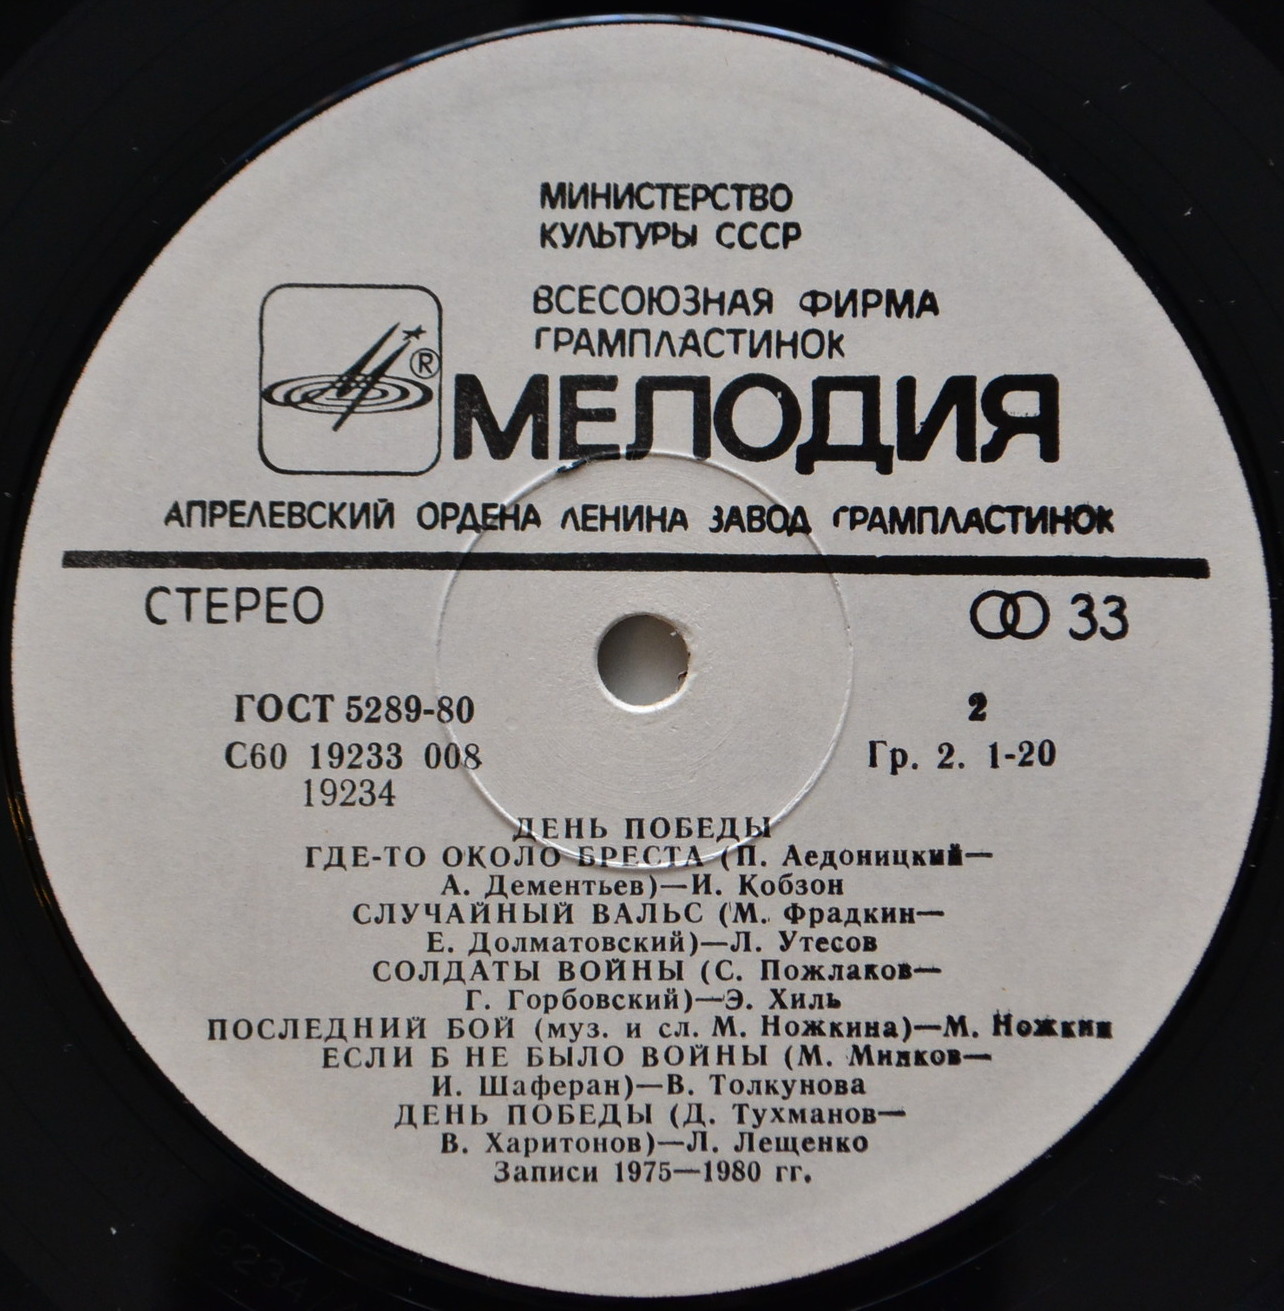 МИНИСТЕРСТВО
КУЛЬТУРЫ СССР
ВСЕСОЮЗНАЯ ФИРМА
ГРАМПЛАСТИНОК
®
МЕЛОДИЯ
АПРЕЛЕВСКИЙ ОРДЕНА ЛЕНИНА ЗАВОД ГРАМПЛАСТИНОК
СТЕРЕО
33
ГОСТ 5289-80
2
С60 19233 008
Гр. 2. 1-20
19234
ДЕНЬ ПОБЕДЫ
ГДЕ-ТО ОКОЛО БРЕСТА (П. Аедоницкий—
А. Дементьев)—И. Кобзон
СЛУЧАЙНЫЙ ВАЛЬС (М. Фрадкин—
Е. Долматовский)—Л. Утесов
СОЛДАТЫ ВОЙНЫ (С. Пожлаков—
Г. Горбовский)—Э. Хиль
ПОСЛЕДНИЙ БОЙ (муз. и сл. М. Ножкина)—М. Ножкин
ЕСЛИ Б НЕ БЫЛО ВОЙНЫ (М. Минков—
И. Шаферан)—В. Толкунова
ДЕНЬ ПОБЕДЫ (Д. Тухманов—
В. Харитонов)—Л. Лещенко
Записи 1975—1980 гг.